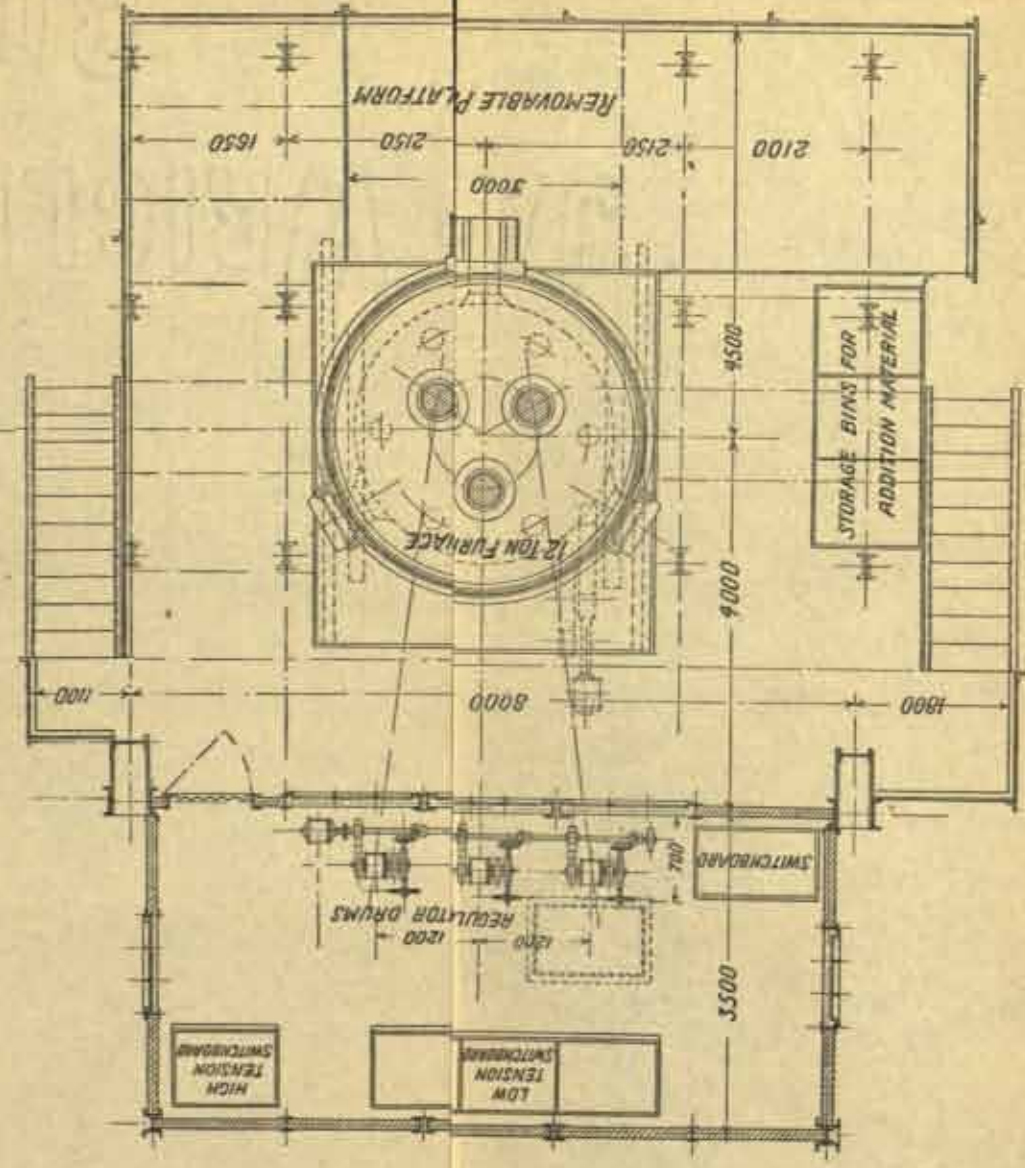 LOW
TENSION
SWITCHBOARD
HIGH
TENSION
SWITCHBOARD
3500
1200
1200
REGULATOR DRUMS
SWITCHBOARD
700
1800
8000
1100
4000
12 TON FURNACE
STORAGE BINS FOR
ADDITION MATERIAL
4500
3000
2100
2150
2150
1650
REMOVABLE PLATFORM